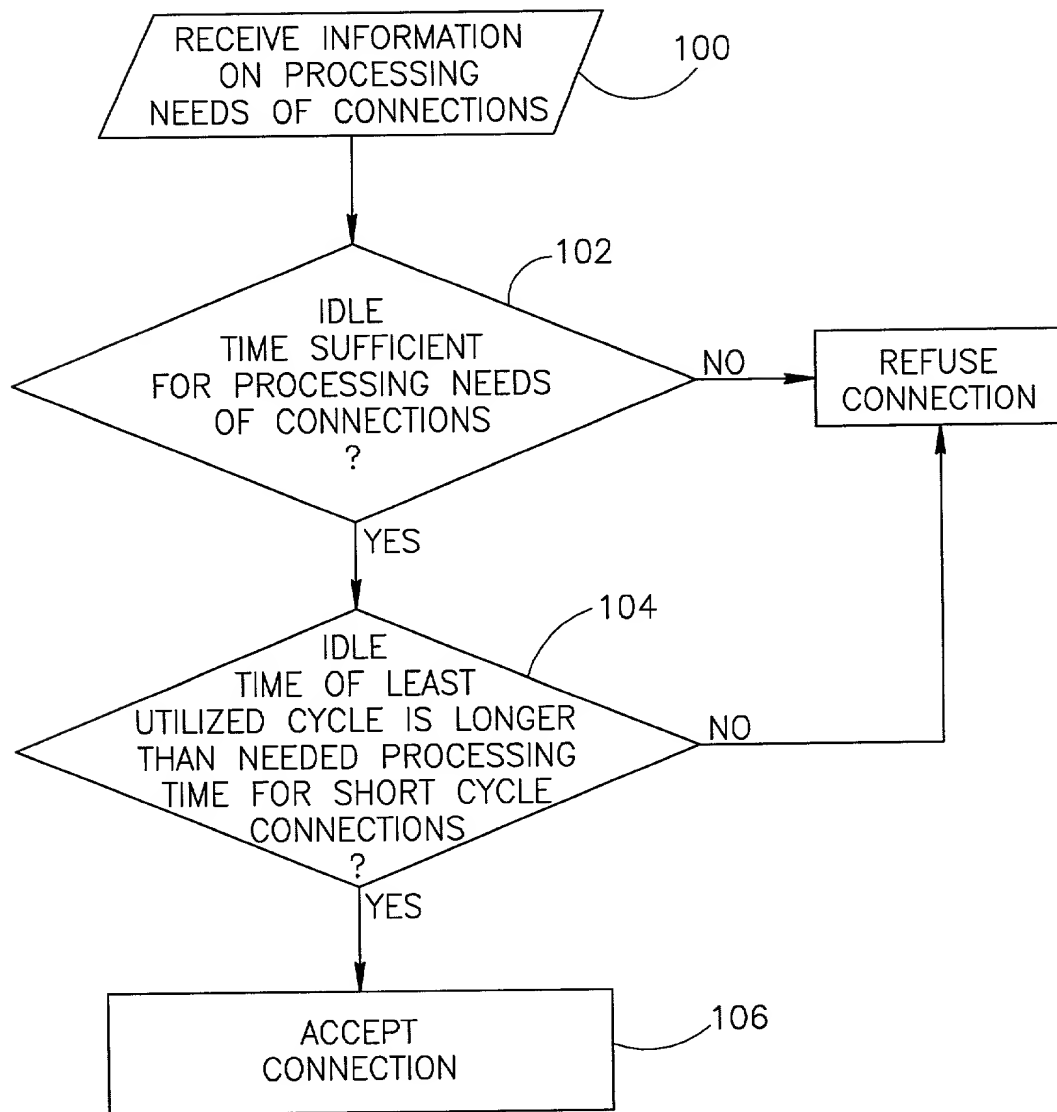 RECEIVE INFORMATION
ON PROCESSING
NEEDS OF CONNECTIONS
100
102
IDLE
TIME SUFFICIENT
FOR PROCESSING NEEDS
OF CONNECTIONS
?
NO
REFUSE
CONNECTION
YES
104
IDLE
TIME OF LEAST
UTILIZED CYCLE IS LONGER
THAN NEEDED PROCESSING
TIME FOR SHORT CYCLE
CONNECTIONS
?
NO
YES
ACCEPT
CONNECTION
106